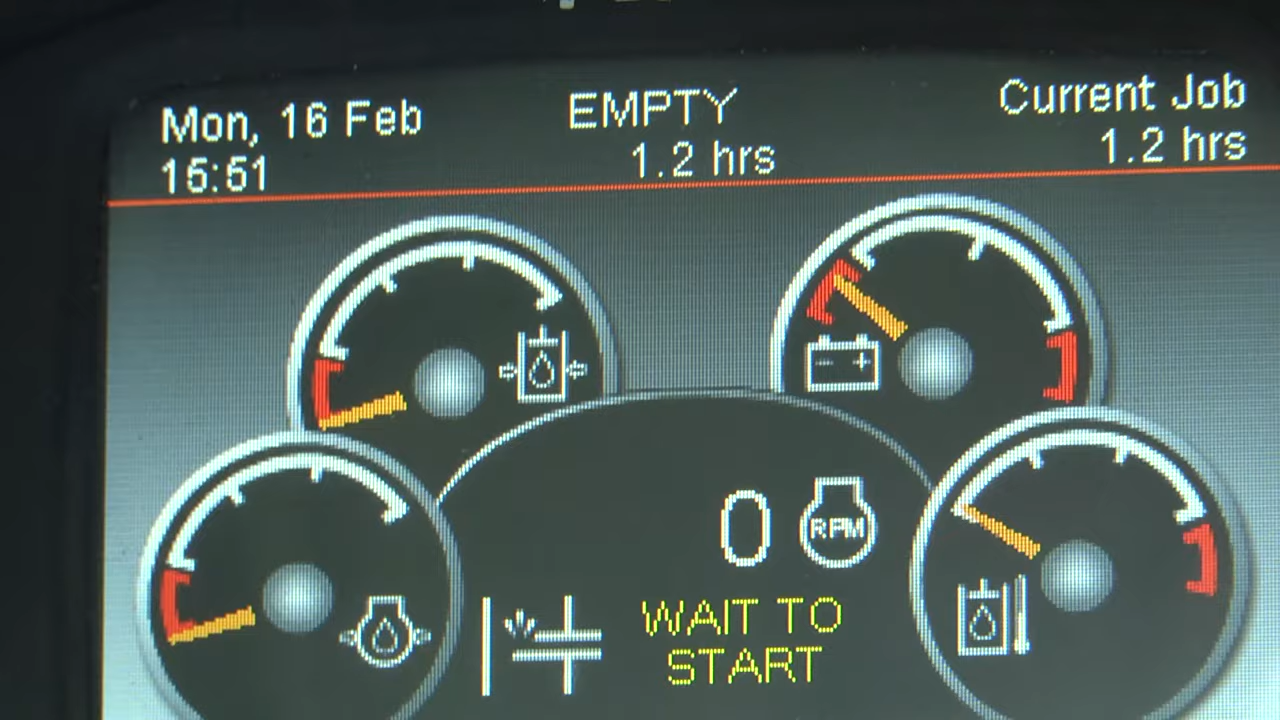 Mon, 16 Feb
15:51
EMPTY
1.2 hrs
Current Job
1.2 hrs
0 RPM
WAIT TO
START